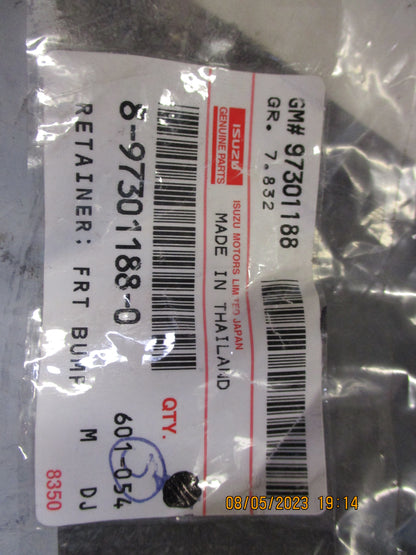 GM# 97301188
GR. 7.832
ISUZU
GENUINE PARTS
ISUZU MOTORS LIMITED JAPAN
MADE IN THAILAND
QTY.
8-97301188-0
601-054
RETAINER: FRT BUMP
M DJ
8350
08/05/2023 19:14